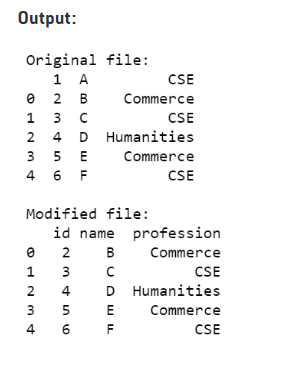 Output:
Original file:
1 A CSE
0 2 B Commerce
1 3 C CSE
2 4 D Humanities
3 5 E Commerce
4 6 F CSE
Modified file:
id name profession
0 2 B Commerce
1 3 C CSE
2 4 D Humanities
3 5 E Commerce
4 6 F CSE